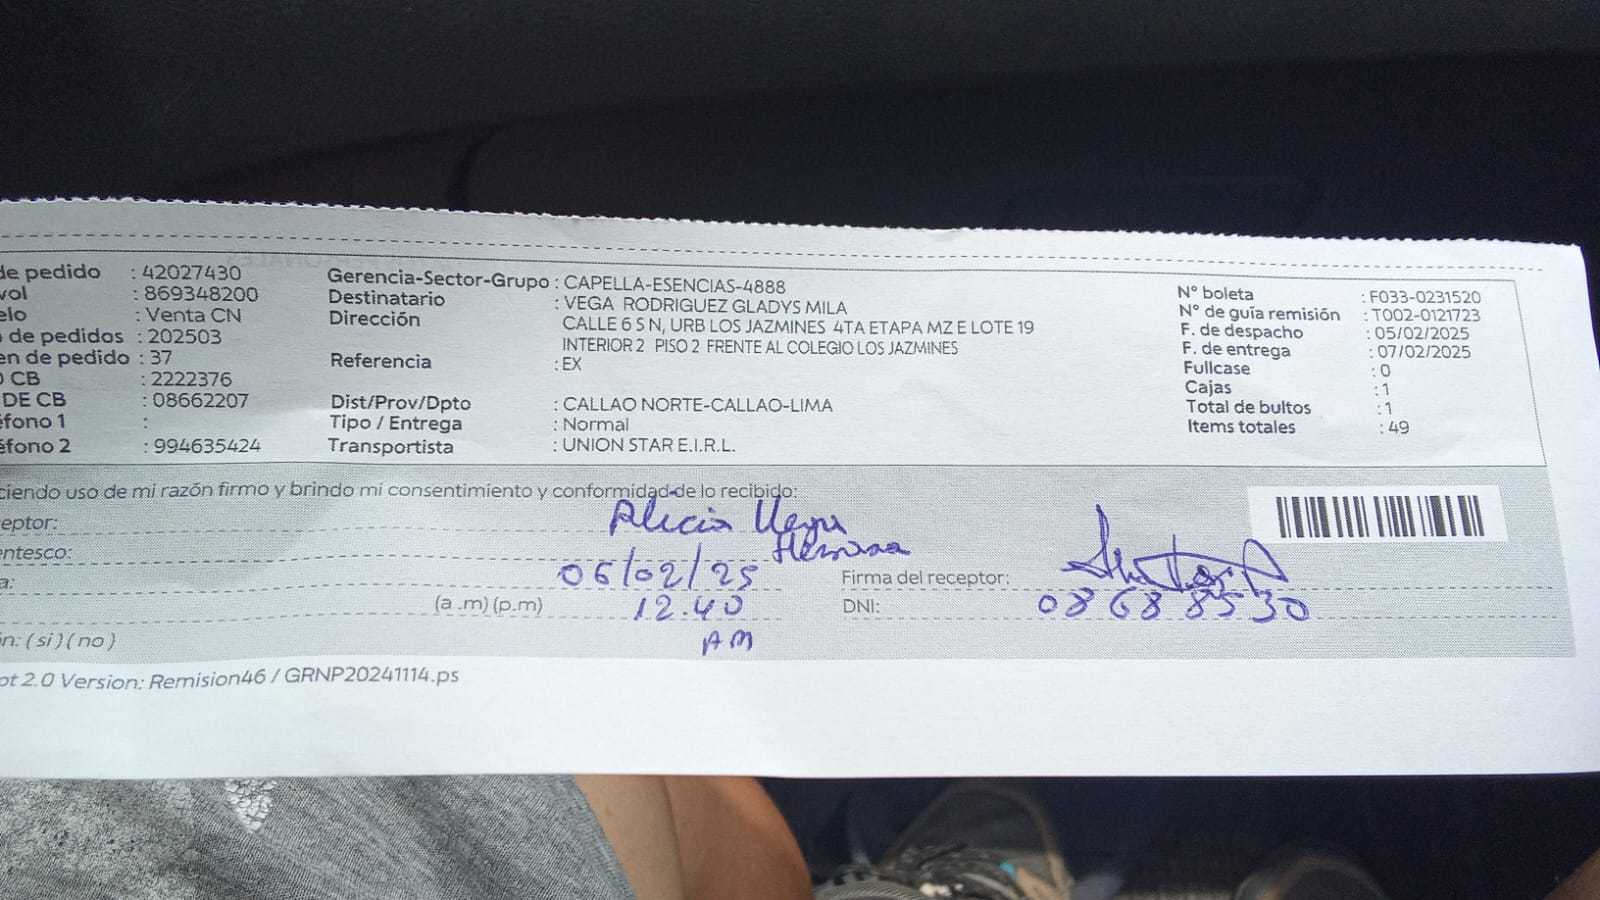 de pedido : 42027430
vol : 869348200
elo : Venta CN
o de pedidos : 202503
en de pedido : 37
O CB : 2222376
DE CB : 08662207
éfono 1 :
éfono 2 : 994635424
Gerencia-Sector-Grupo : CAPELLA-ESENCIAS-4888
Destinatario : VEGA RODRIGUEZ GLADYS MILA
Dirección CALLE 6 S N, URB LOS JAZMINES 4TA ETAPA MZ E LOTE 19
INTERIOR 2 PISO 2 FRENTE AL COLEGIO LOS JAZMINES
Referencia : EX
Dist/Prov/Dpto : CALLAO NORTE-CALLAO-LIMA
Tipo / Entrega : Normal
Transportista : UNION STAR E.I.R.L.
N° boleta : F033-0231520
N° de guía remisión : T002-0121723
F. de despacho : 05/02/2025
F. de entrega : 07/02/2025
Fullcase : 0
Cajas : 1
Total de bultos : 1
Items totales : 49
ciendo uso de mi razón firmo y brindo mi consentimiento y conformidad de lo recibido:
eptor: Alicia Vega
entesco: Hermana
a: 06/02/25
(a .m) (p.m) 12.40
AM
Firma del receptor:
DNI: 08688530
n: ( si ) ( no )
pt 2.0 Version: Remision46 / GRNP20241114.ps